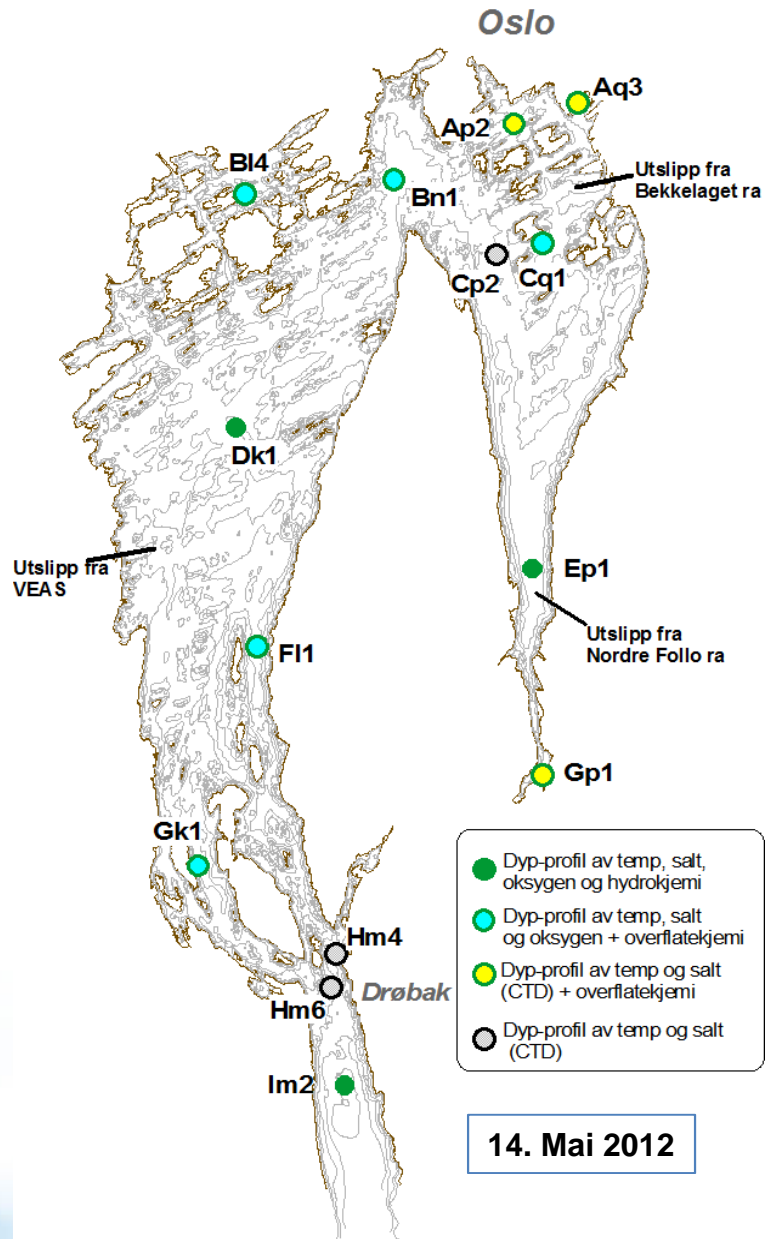 Oslo
Aq3
Ap2
Bl4
Bn1
Utslipp fra
Bekkelaget ra
Cp2
Cq1
Dk1
Utslipp fra
VEAS
Ep1
Utslipp fra
Nordre Follo ra
Fl1
Gp1
Gk1
Hm4
Hm6
Drøbak
Im2
Dyp-profil av temp, salt,
oksygen og hydrokjemi
Dyp-profil av temp, salt
og oksygen + overflatekjemi
Dyp-profil av temp og salt
(CTD) + overflatekjemi
Dyp-profil av temp og salt
(CTD)
14. Mai 2012